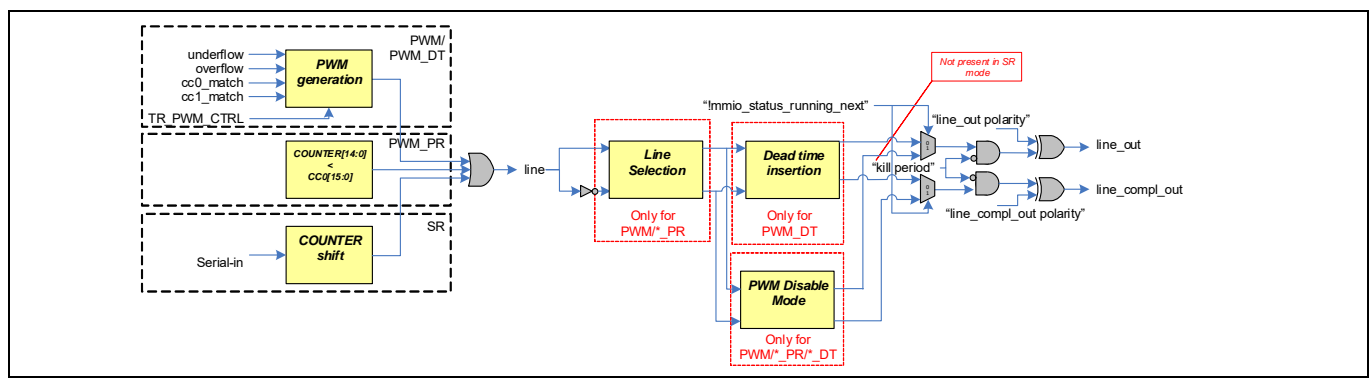 PWM/
PWM_DT
underflow
overflow
cc0_match
cc1_match
TR_PWM_CTRL
PWM
generation
PWM_PR
COUNTER[14:0]
<
CC0[15:0]
SR
Serial-in
COUNTER
shift
line
Line
Selection
Only for
PWM/*_PR
Dead time
insertion
Only for
PWM_DT
PWM Disable
Mode
Only for
PWM/*_PR/*_DT
Not present in SR
mode
“!mmio_status_running_next”
“kill period”
0
1
0
1
“line_out polarity”
“line_compl_out polarity”
line_out
line_compl_out